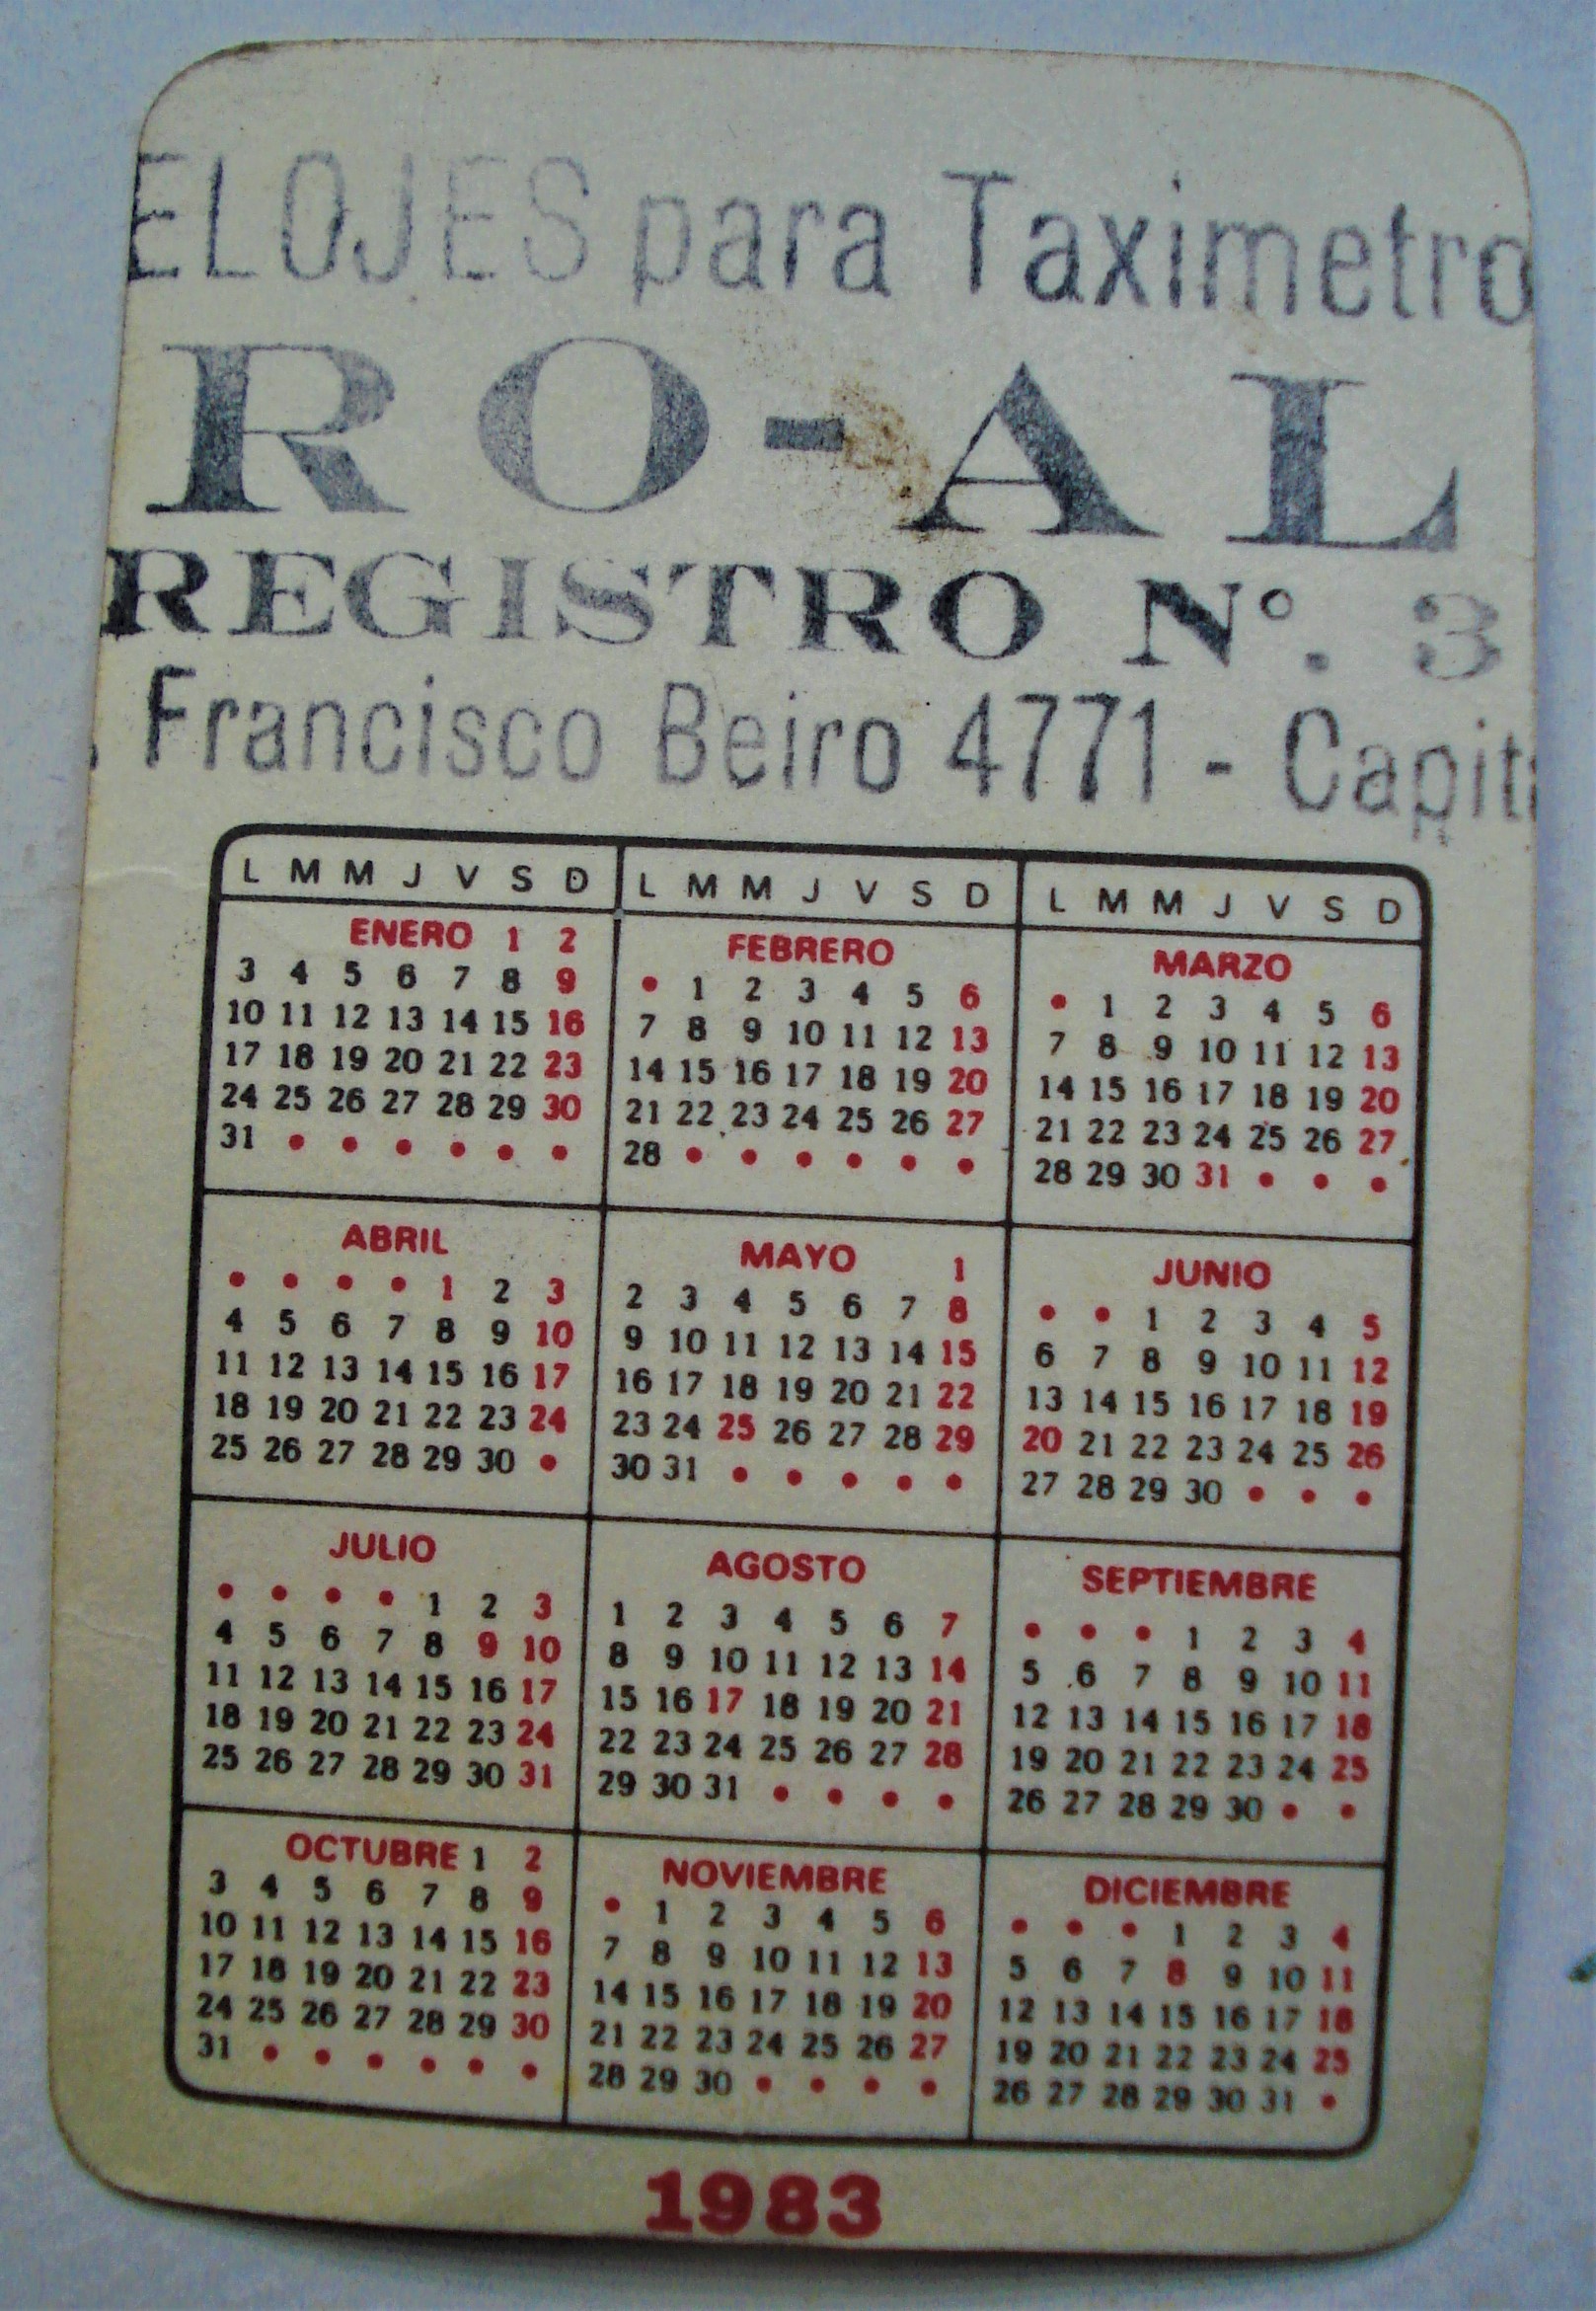 ELOJES para Taximetro
RO-AL
REGISTRO Nº. 3
. Francisco Beiro 4771 - Capit
L M M J V S D
L M M J V S D
L M M J V S D
ENERO 1 2
3 4 5 6 7 8 9
10 11 12 13 14 15 16
17 18 19 20 21 22 23
24 25 26 27 28 29 30
31 • • • • • •
FEBRERO
• 1 2 3 4 5 6
7 8 9 10 11 12 13
14 15 16 17 18 19 20
21 22 23 24 25 26 27
28 • • • • • •
MARZO
• 1 2 3 4 5 6
7 8 9 10 11 12 13
14 15 16 17 18 19 20
21 22 23 24 25 26 27
28 29 30 31 • • •
ABRIL
• • • • 1 2 3
4 5 6 7 8 9 10
11 12 13 14 15 16 17
18 19 20 21 22 23 24
25 26 27 28 29 30 •
MAYO 1
2 3 4 5 6 7 8
9 10 11 12 13 14 15
16 17 18 19 20 21 22
23 24 25 26 27 28 29
30 31 • • • • •
JUNIO
• • 1 2 3 4 5
6 7 8 9 10 11 12
13 14 15 16 17 18 19
20 21 22 23 24 25 26
27 28 29 30 • • •
JULIO
• • • • 1 2 3
4 5 6 7 8 9 10
11 12 13 14 15 16 17
18 19 20 21 22 23 24
25 26 27 28 29 30 31
AGOSTO
1 2 3 4 5 6 7
8 9 10 11 12 13 14
15 16 17 18 19 20 21
22 23 24 25 26 27 28
29 30 31 • • • •
SEPTIEMBRE
• • • 1 2 3 4
5 6 7 8 9 10 11
12 13 14 15 16 17 18
19 20 21 22 23 24 25
26 27 28 29 30 • •
OCTUBRE 1 2
3 4 5 6 7 8 9
10 11 12 13 14 15 16
17 18 19 20 21 22 23
24 25 26 27 28 29 30
31 • • • • • •
NOVIEMBRE
• 1 2 3 4 5 6
7 8 9 10 11 12 13
14 15 16 17 18 19 20
21 22 23 24 25 26 27
28 29 30 • • • •
DICIEMBRE
• • • 1 2 3 4
5 6 7 8 9 10 11
12 13 14 15 16 17 18
19 20 21 22 23 24 25
26 27 28 29 30 31 •
1983